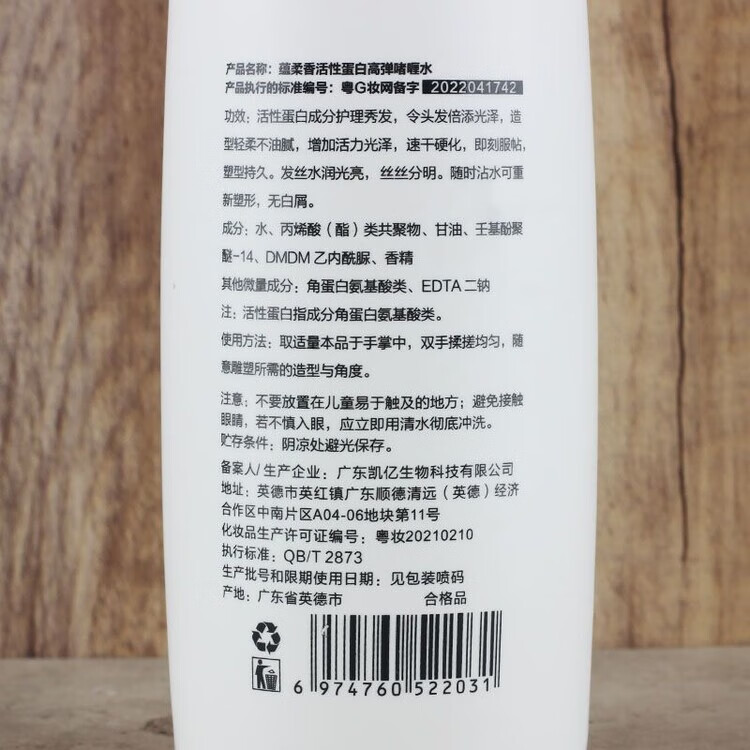 产品名称：蕴柔香活性蛋白高弹啫喱水
产品执行的标准编号：粤G妆网备字 2022041742
功效：活性蛋白成分护理秀发，令头发倍添光泽，造
型轻柔不油腻，增加活力光泽，速干硬化，即刻服帖，
塑型持久。发丝水润光亮，丝丝分明。随时沾水可重
新塑形，无白屑。
成分：水、丙烯酸（酯）类共聚物、甘油、壬基酚聚
醚-14、DMDM 乙内酰脲、香精
其他微量成分：角蛋白氨基酸类、EDTA 二钠
注：活性蛋白指成分角蛋白氨基酸类。
使用方法：取适量本品于手掌中，双手揉搓均匀，随
意雕塑所需的造型与角度。
注意：不要放置在儿童易于触及的地方；避免接触
眼睛，若不慎入眼，应立即用清水彻底冲洗。
贮存条件：阴凉处避光保存。
备案人/生产企业：广东凯亿生物科技有限公司
地址：英德市英红镇广东顺德清远（英德）经济
合作区中南片区A04-06地块第11号
化妆品生产许可证编号：粤妆20210210
执行标准：QB/T 2873
生产批号和限期使用日期：见包装喷码
产地：广东省英德市 合格品
6 974760 522031